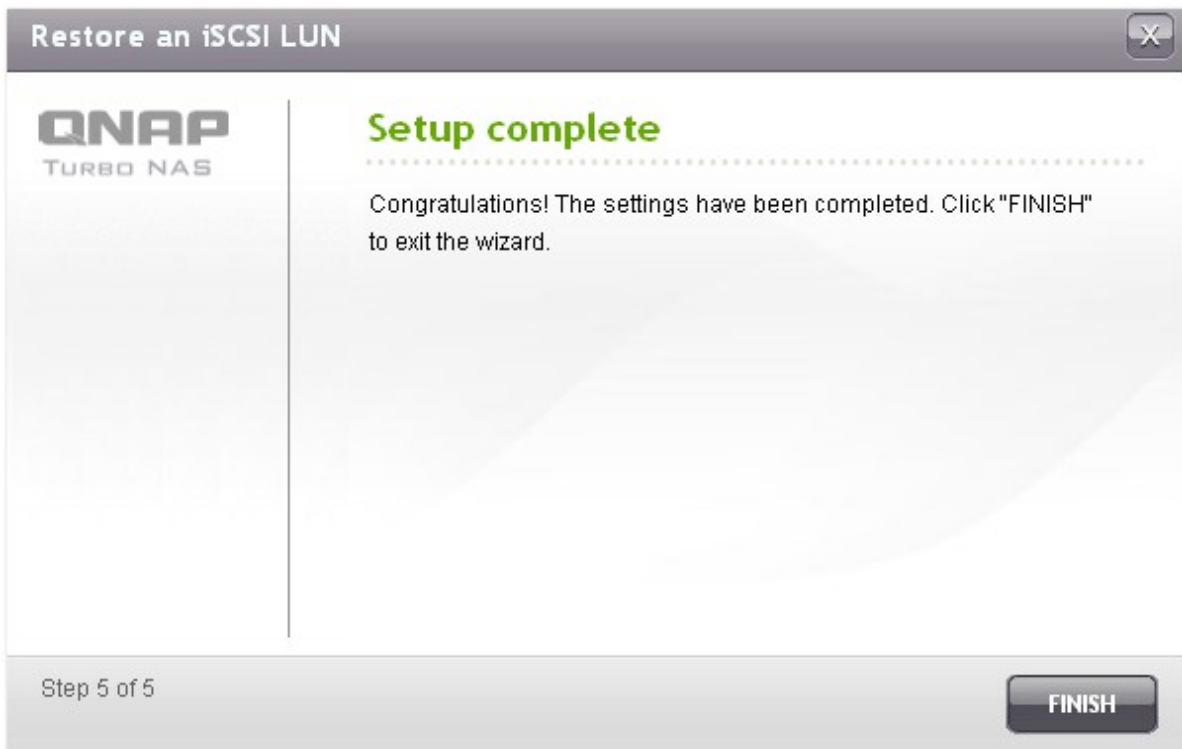 Restore an iSCSI LUN
X
QNAP
TURBO NAS
Setup complete
Congratulations! The settings have been completed. Click "FINISH"
to exit the wizard.
Step 5 of 5
FINISH